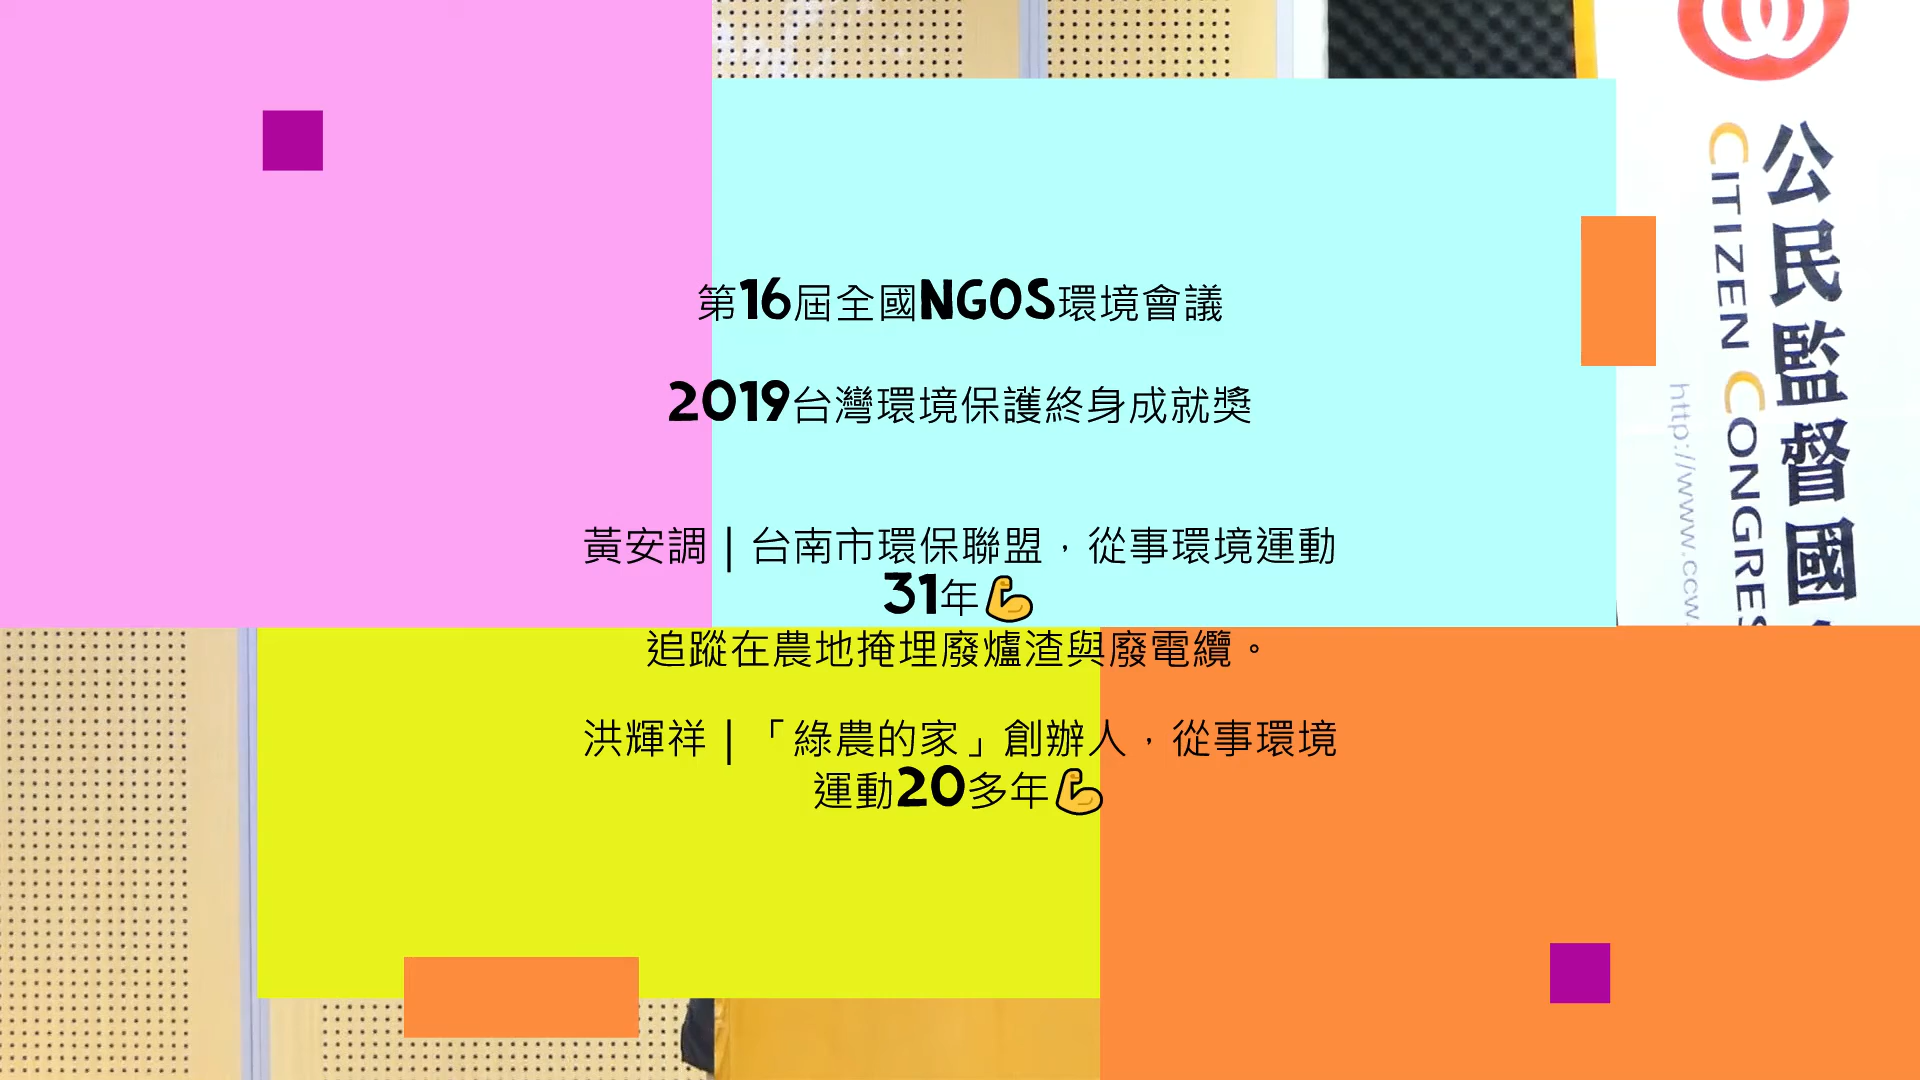 第16屆全國NGOS環境會議
2019台灣環境保護終身成就獎
黃安調 | 台南市環保聯盟，從事環境運動
31年💪
追蹤在農地掩埋廢爐渣與廢電纜。
洪輝祥 | 「綠農的家」創辦人，從事環境
運動20多年💪
公民監督國
CITIZEN CONGRES
http://www.ccw.